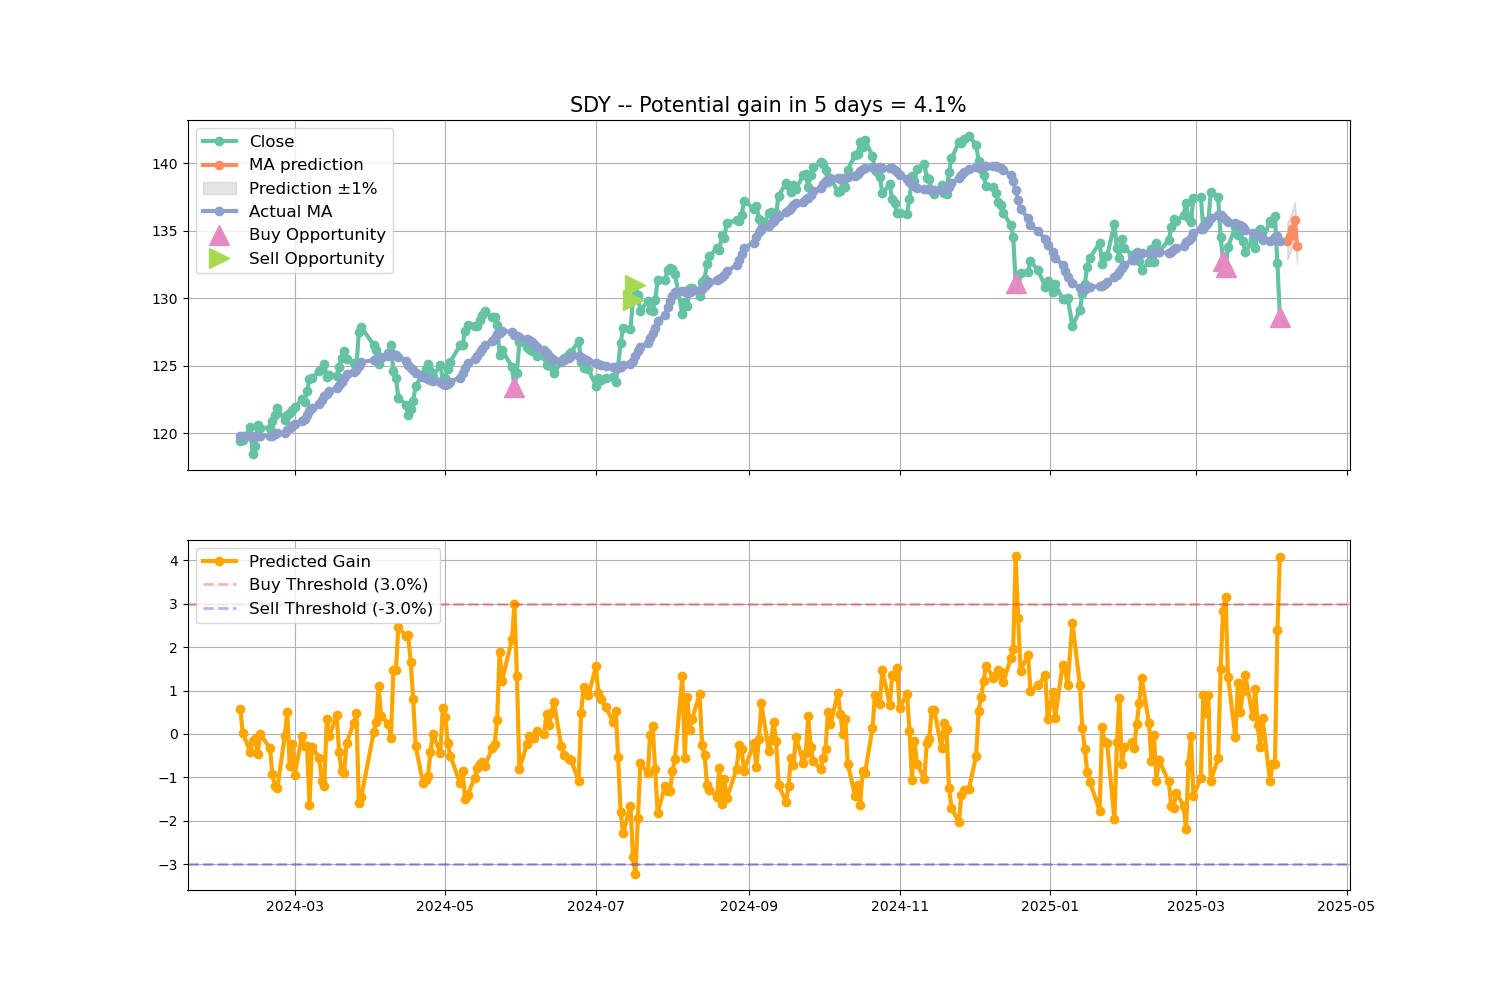 SDY -- Potential gain in 5 days = 4.1%
Close
MA prediction
Prediction ±1%
Actual MA
Buy Opportunity
Sell Opportunity
140
135
130
125
120
Predicted Gain
Buy Threshold (3.0%)
Sell Threshold (-3.0%)
4
3
2
1
0
−1
−2
−3
2024-03 2024-05 2024-07 2024-09 2024-11 2025-01 2025-03 2025-05